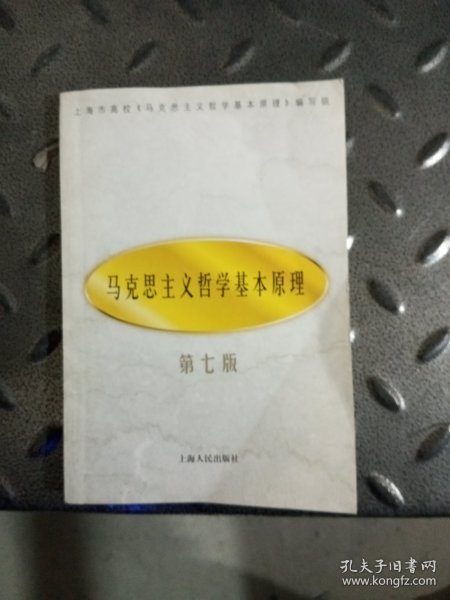 上海市高校《马克思主义哲学基本原理》编写组
马克思主义哲学基本原理
第七版
上海人民出版社
孔夫子旧书网
www.kongfz.com